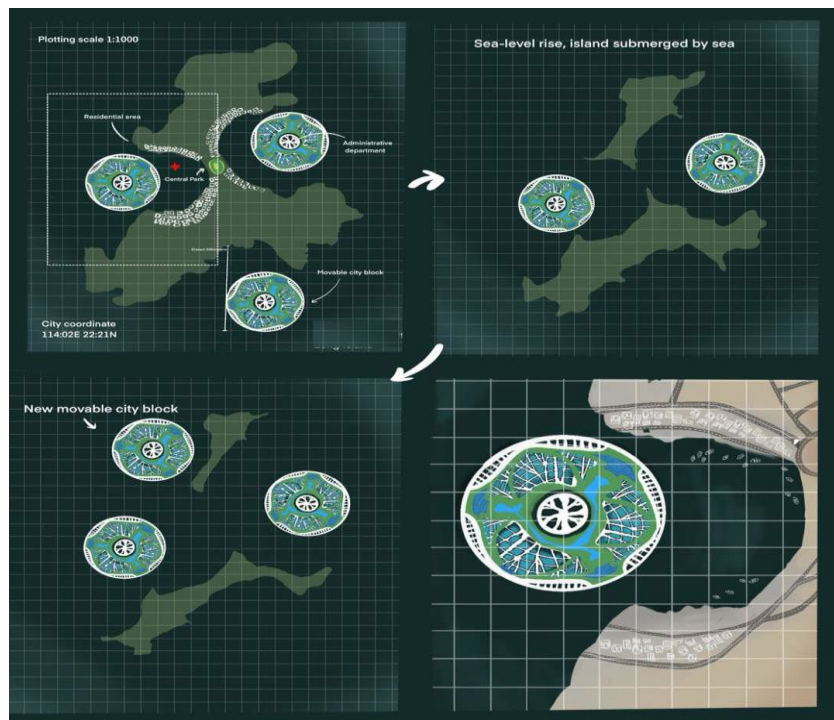 Plotting scale 1:1000
Sea-level rise, island submerged by sea
Residential area
Administrative
department
Central Park
Movable city block
City coordinate
114:02E 22:21N
New movable city block